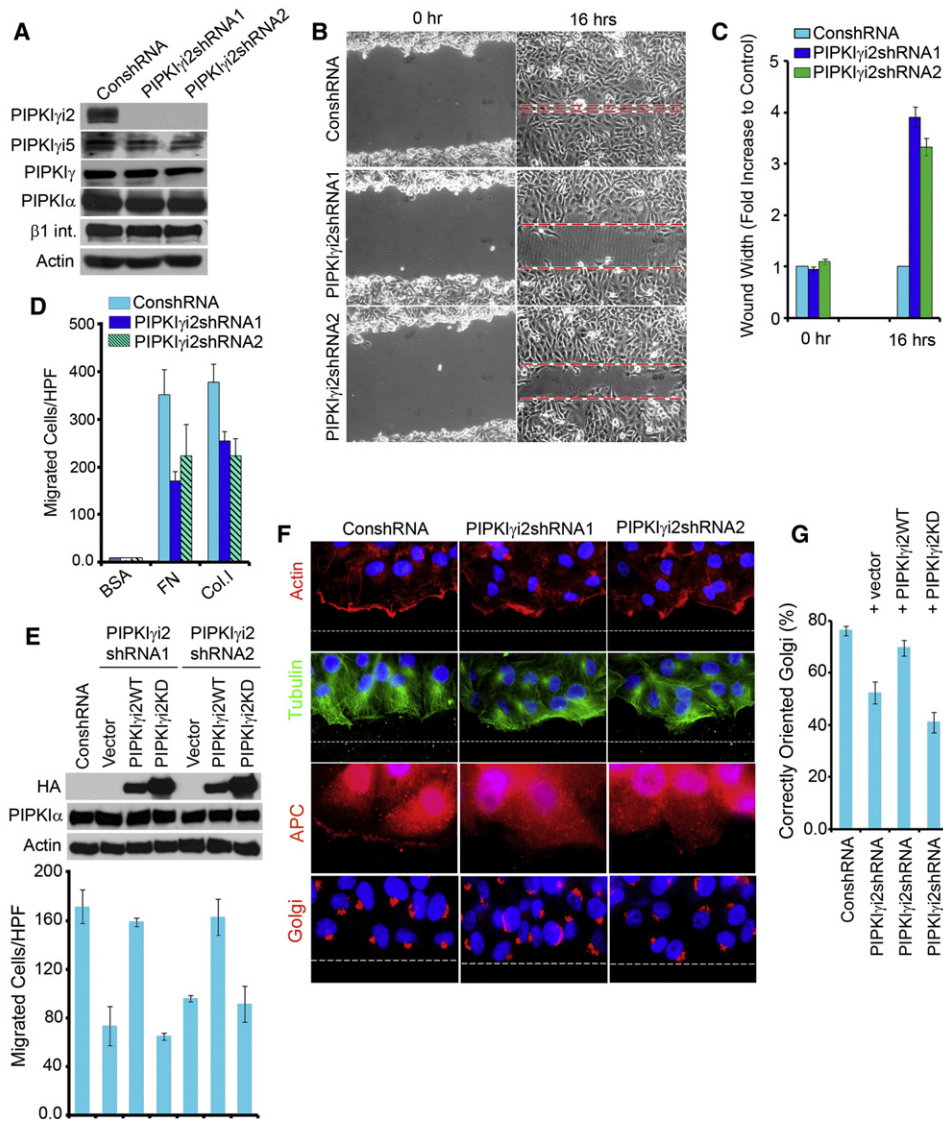 A
ConshRNA
PIPKIγi2shRNA1
PIPKIγi2shRNA2
PIPKIγi2
PIPKIγi5
PIPKIγ
PIPKIα
β1 int.
Actin
B
0 hr
16 hrs
ConshRNA
PIPKIγi2shRNA1
PIPKIγi2shRNA2
C
ConshRNA
PIPKIγi2shRNA1
PIPKIγi2shRNA2
Wound Width (Fold Increase to Control)
5
4
3
2
1
0
0 hr
16 hrs
D
ConshRNA
PIPKIγi2shRNA1
PIPKIγi2shRNA2
Migrated Cells/HPF
500
400
300
200
100
0.0
BSA
FN
Col.I
E
PIPKIγi2
shRNA1
PIPKIγi2
shRNA2
ConshRNA
Vector
PIPKIγi2WT
PIPKIγi2KD
Vector
PIPKIγi2WT
PIPKIγi2KD
HA
PIPKIα
Actin
Migrated Cells/HPF
200
160
120
80
40
0.0
F
ConshRNA
PIPKIγi2shRNA1
PIPKIγi2shRNA2
Actin
Tubulin
APC
Golgi
G
+ vector
+ PIPKIγi2WT
+ PIPKIγi2KD
Correctly Oriented Golgi (%)
80
60
40
20
0.0
ConshRNA
PIPKIγi2shRNA
PIPKIγi2shRNA
PIPKIγi2shRNA